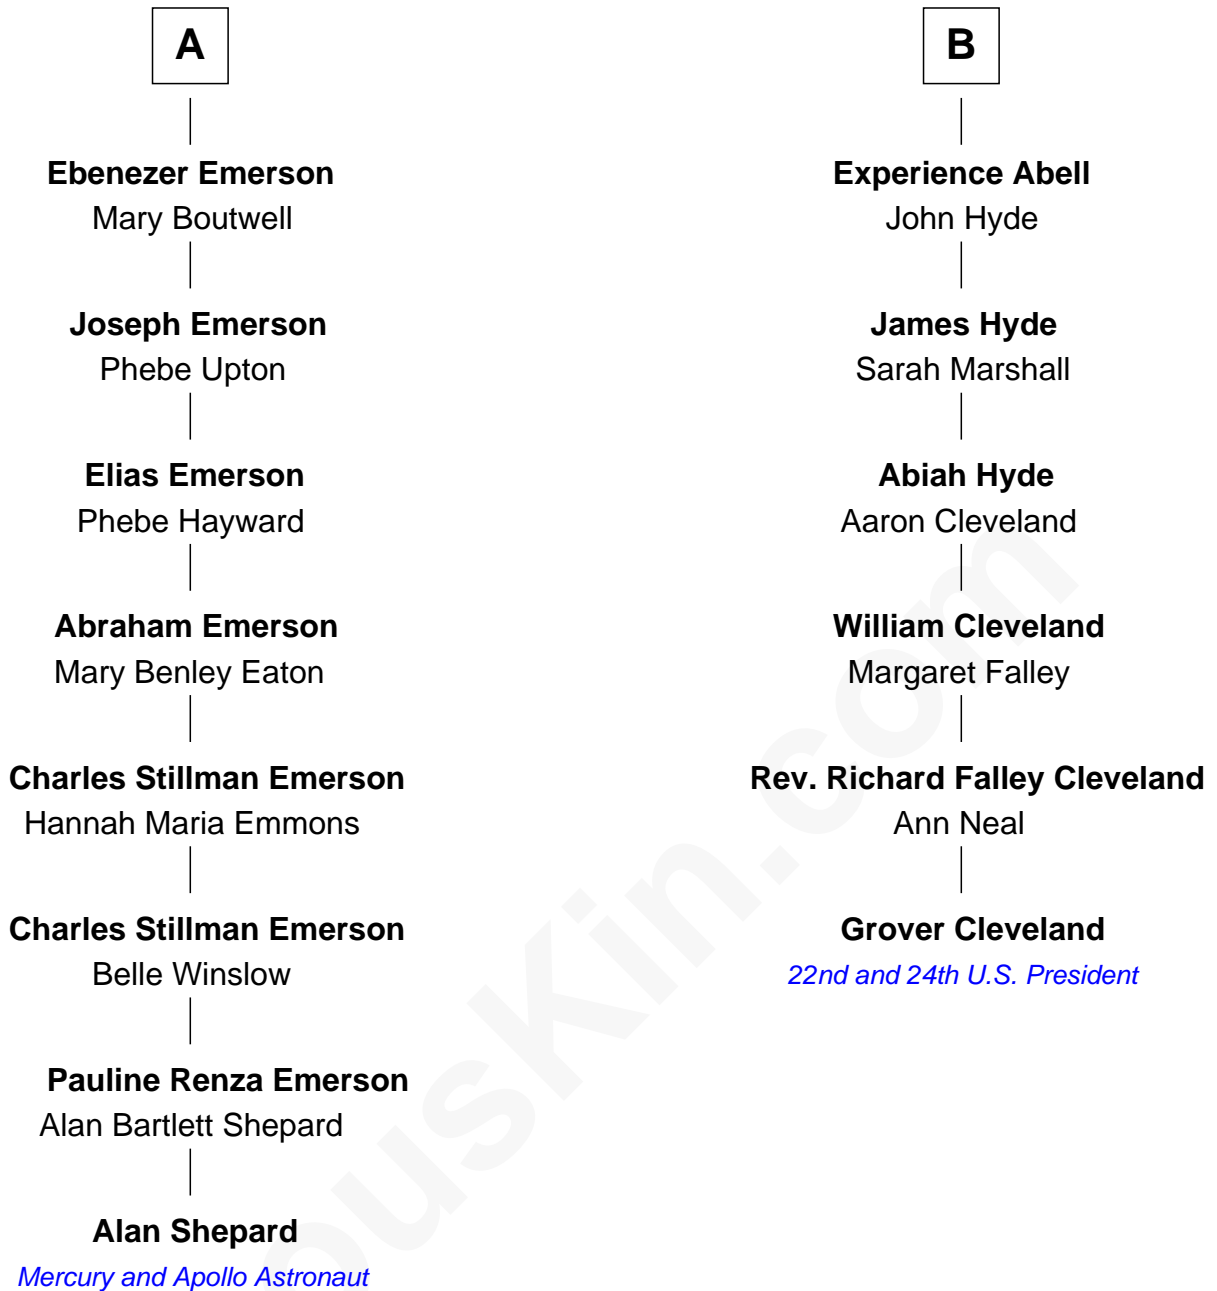 A
Ebenezer Emerson
Mary Boutwell
Joseph Emerson
Phebe Upton
Elias Emerson
Phebe Hayward
Abraham Emerson
Mary Benley Eaton
Charles Stillman Emerson
Hannah Maria Emmons
Charles Stillman Emerson
Belle Winslow
Pauline Renza Emerson
Alan Bartlett Shepard
Alan Shepard
Mercury and Apollo Astronaut
B
Experience Abell
John Hyde
James Hyde
Sarah Marshall
Abiah Hyde
Aaron Cleveland
William Cleveland
Margaret Falley
Rev. Richard Falley Cleveland
Ann Neal
Grover Cleveland
22nd and 24th U.S. President
ousKin.com